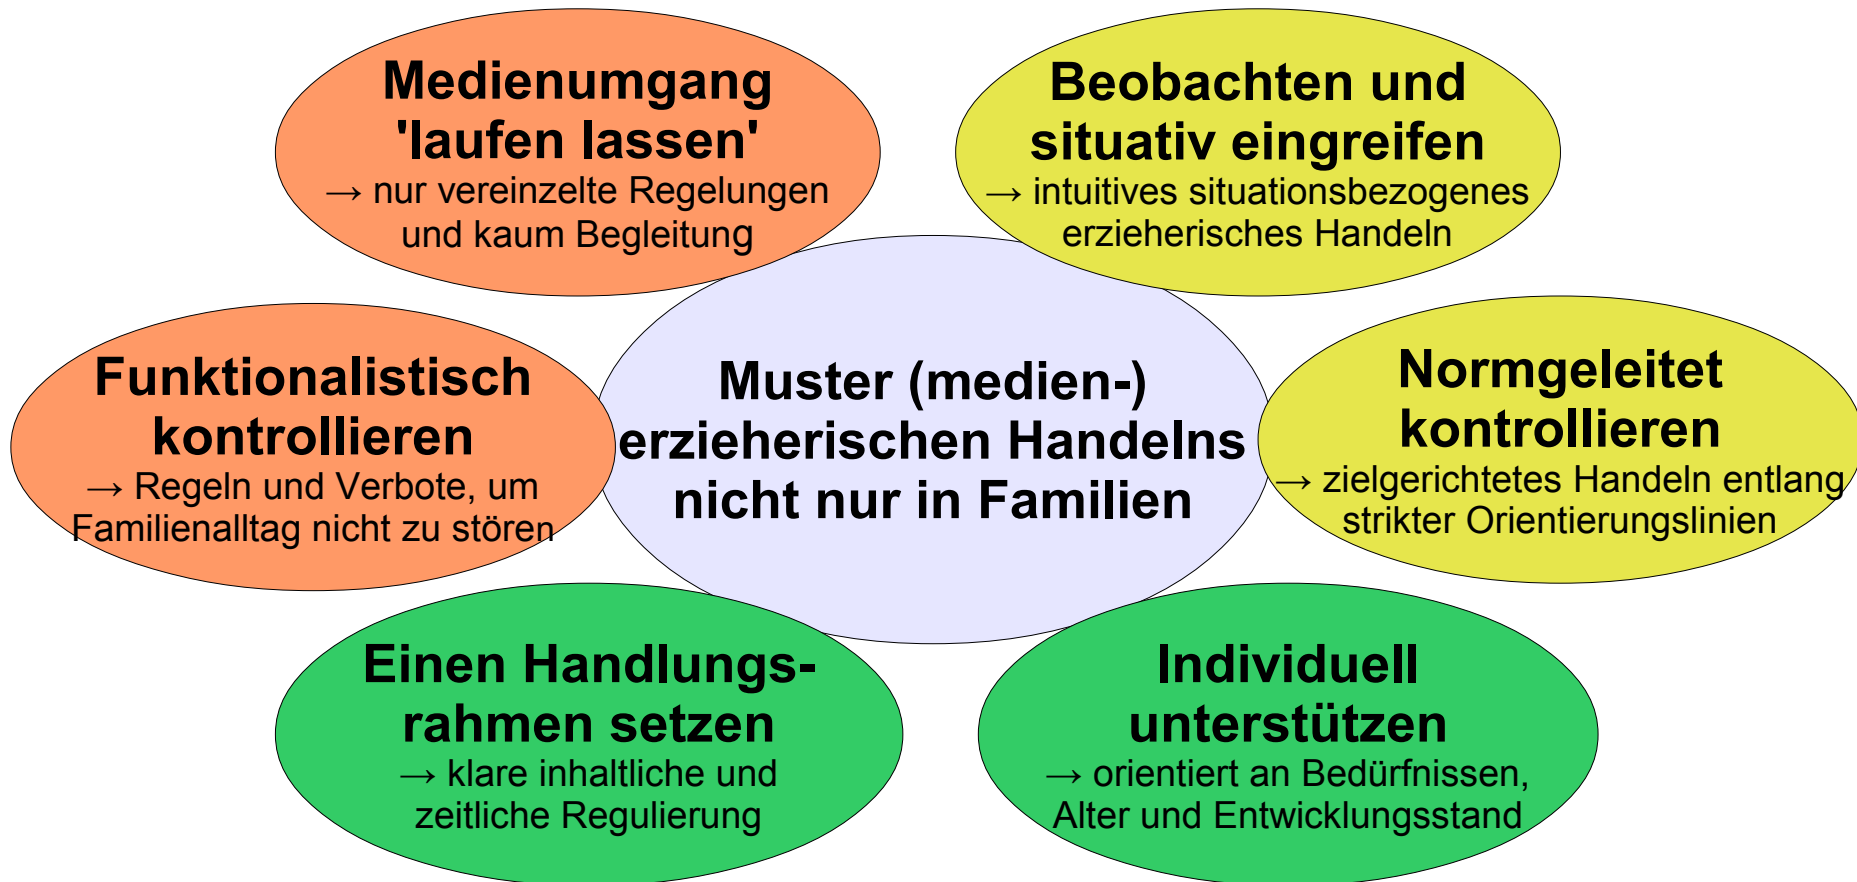 Medienumgang
'laufen lassen'
→ nur vereinzelte Regelungen
und kaum Begleitung
Beobachten und
situativ eingreifen
→ intuitives situationsbezogenes
erzieherisches Handeln
Funktionalistisch
kontrollieren
→ Regeln und Verbote, um
Familienalltag nicht zu stören
Muster (medien-)
erzieherischen Handelns
nicht nur in Familien
Normgeleitet
kontrollieren
→ zielgerichtetes Handeln entlang
strikter Orientierungslinien
Einen Handlungs-
rahmen setzen
→ klare inhaltliche und
zeitliche Regulierung
Individuell
unterstützen
→ orientiert an Bedürfnissen,
Alter und Entwicklungsstand